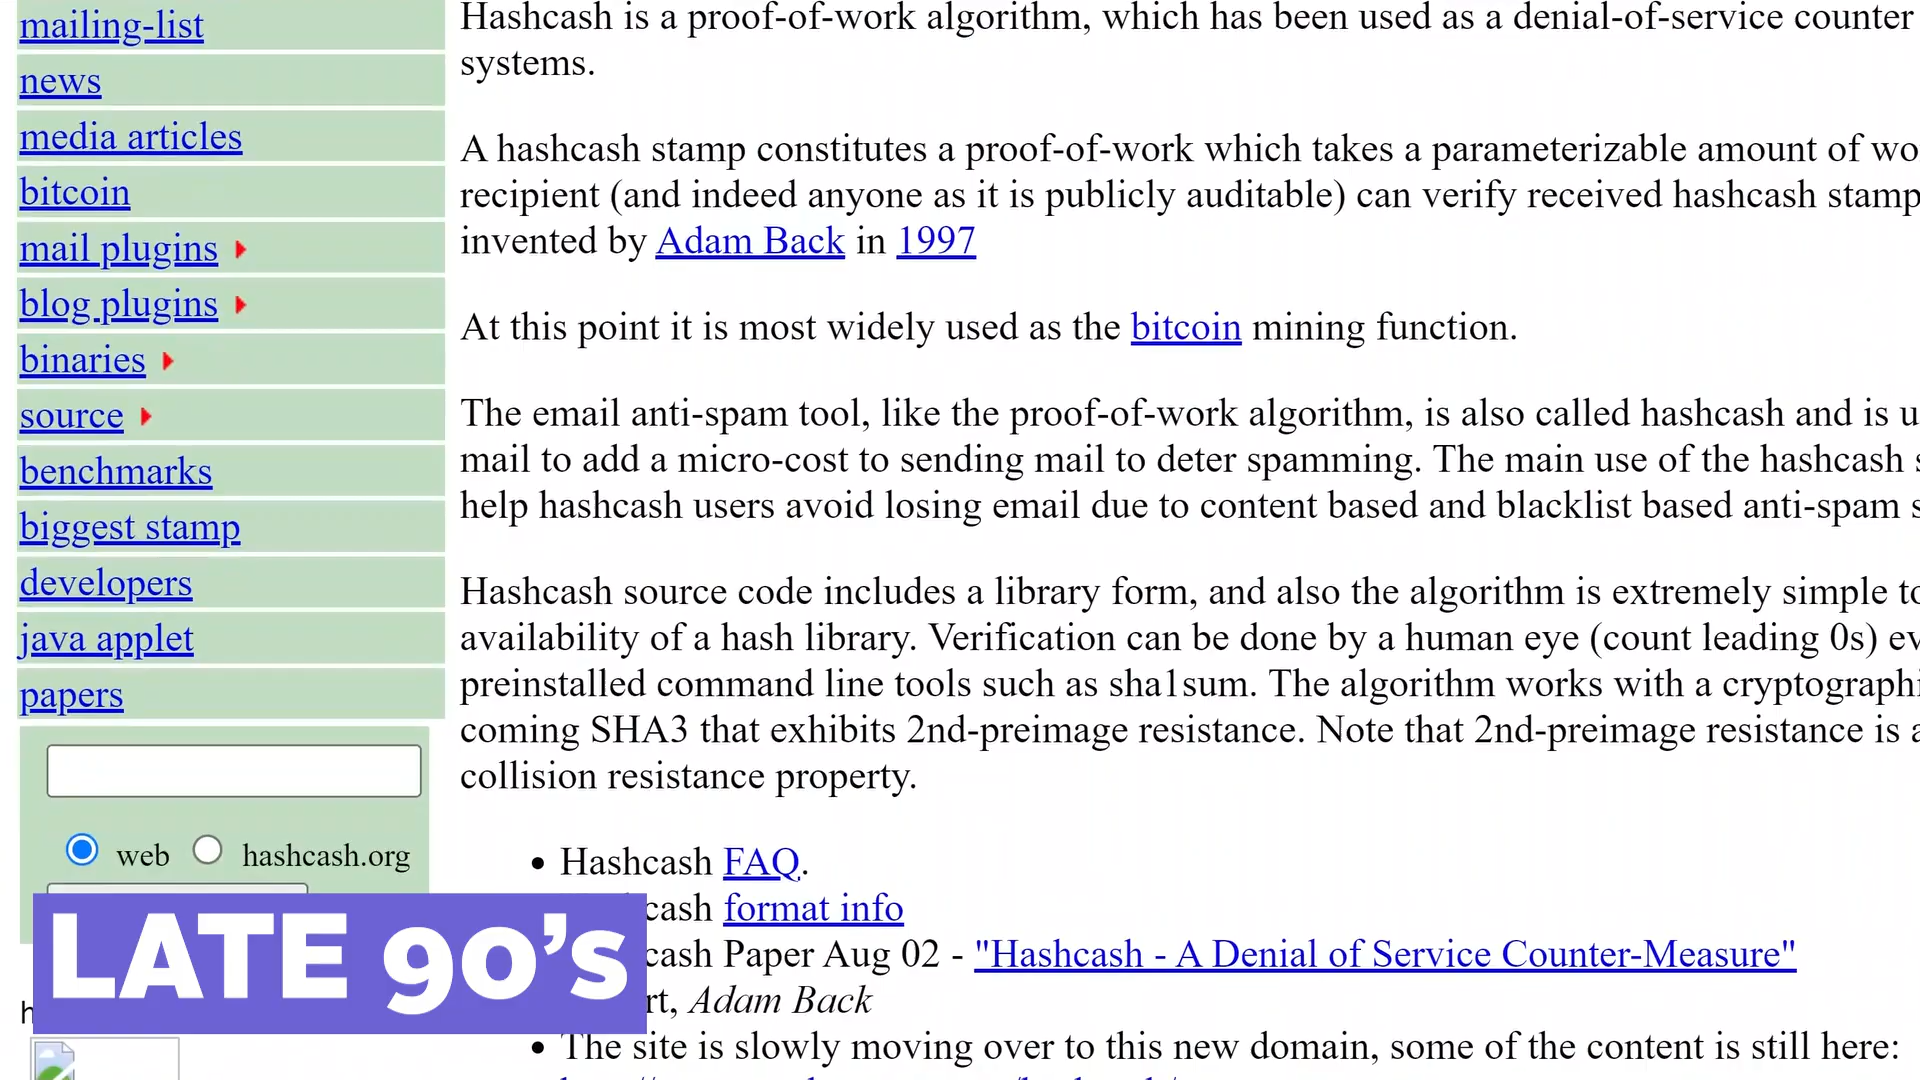 mailing-list
news
media articles
bitcoin
mail plugins
blog plugins
binaries
source
benchmarks
biggest stamp
developers
java applet
papers
web hashcash.org
Hashcash is a proof-of-work algorithm, which has been used as a denial-of-service counter
systems.
A hashcash stamp constitutes a proof-of-work which takes a parameterizable amount of wo
recipient (and indeed anyone as it is publicly auditable) can verify received hashcash stamp
invented by Adam Back in 1997
At this point it is most widely used as the bitcoin mining function.
The email anti-spam tool, like the proof-of-work algorithm, is also called hashcash and is u
mail to add a micro-cost to sending mail to deter spamming. The main use of the hashcash s
help hashcash users avoid losing email due to content based and blacklist based anti-spam s
Hashcash source code includes a library form, and also the algorithm is extremely simple to
availability of a hash library. Verification can be done by a human eye (count leading 0s) ev
preinstalled command line tools such as sha1sum. The algorithm works with a cryptographi
coming SHA3 that exhibits 2nd-preimage resistance. Note that 2nd-preimage resistance is a
collision resistance property.
• Hashcash FAQ.
cash format info
cash Paper Aug 02 - "Hashcash - A Denial of Service Counter-Measure"
rt, Adam Back
• The site is slowly moving over to this new domain, some of the content is still here:
LATE 90's
h